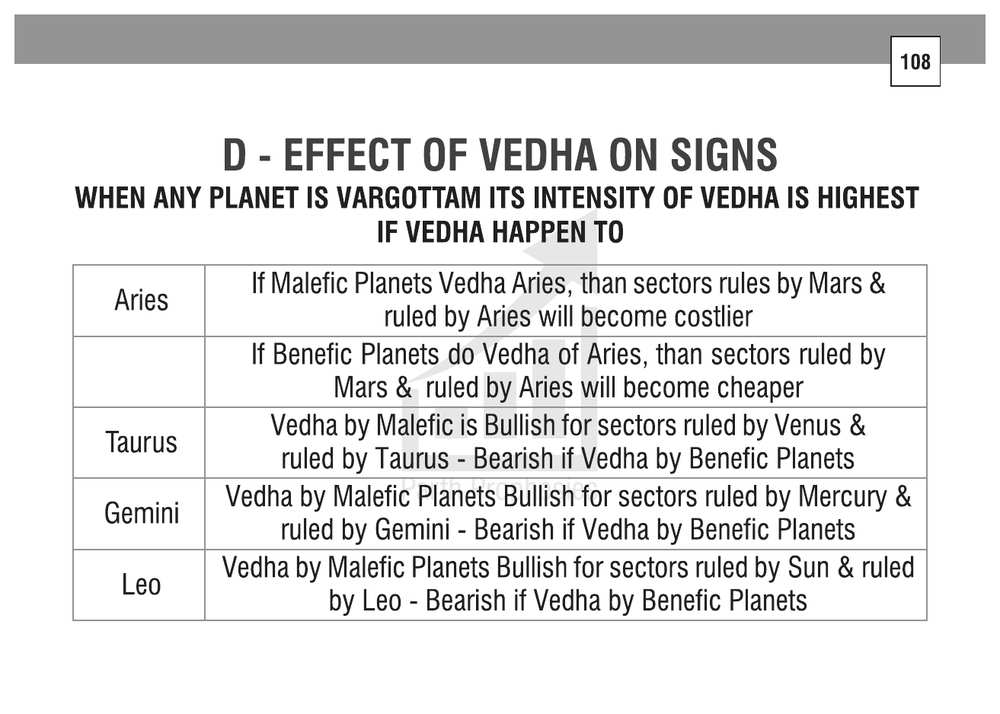 108
D - EFFECT OF VEDHA ON SIGNS
WHEN ANY PLANET IS VARGOTTAM ITS INTENSITY OF VEDHA IS HIGHEST
IF VEDHA HAPPEN TO
Aries
If Malefic Planets Vedha Aries, than sectors rules by Mars &
ruled by Aries will become costlier
If Benefic Planets do Vedha of Aries, than sectors ruled by
Mars & ruled by Aries will become cheaper
Taurus
Vedha by Malefic is Bullish for sectors ruled by Venus &
ruled by Taurus - Bearish if Vedha by Benefic Planets
Gemini
Vedha by Malefic Planets Bullish for sectors ruled by Mercury &
ruled by Gemini - Bearish if Vedha by Benefic Planets
Leo
Vedha by Malefic Planets Bullish for sectors ruled by Sun & ruled
by Leo - Bearish if Vedha by Benefic Planets